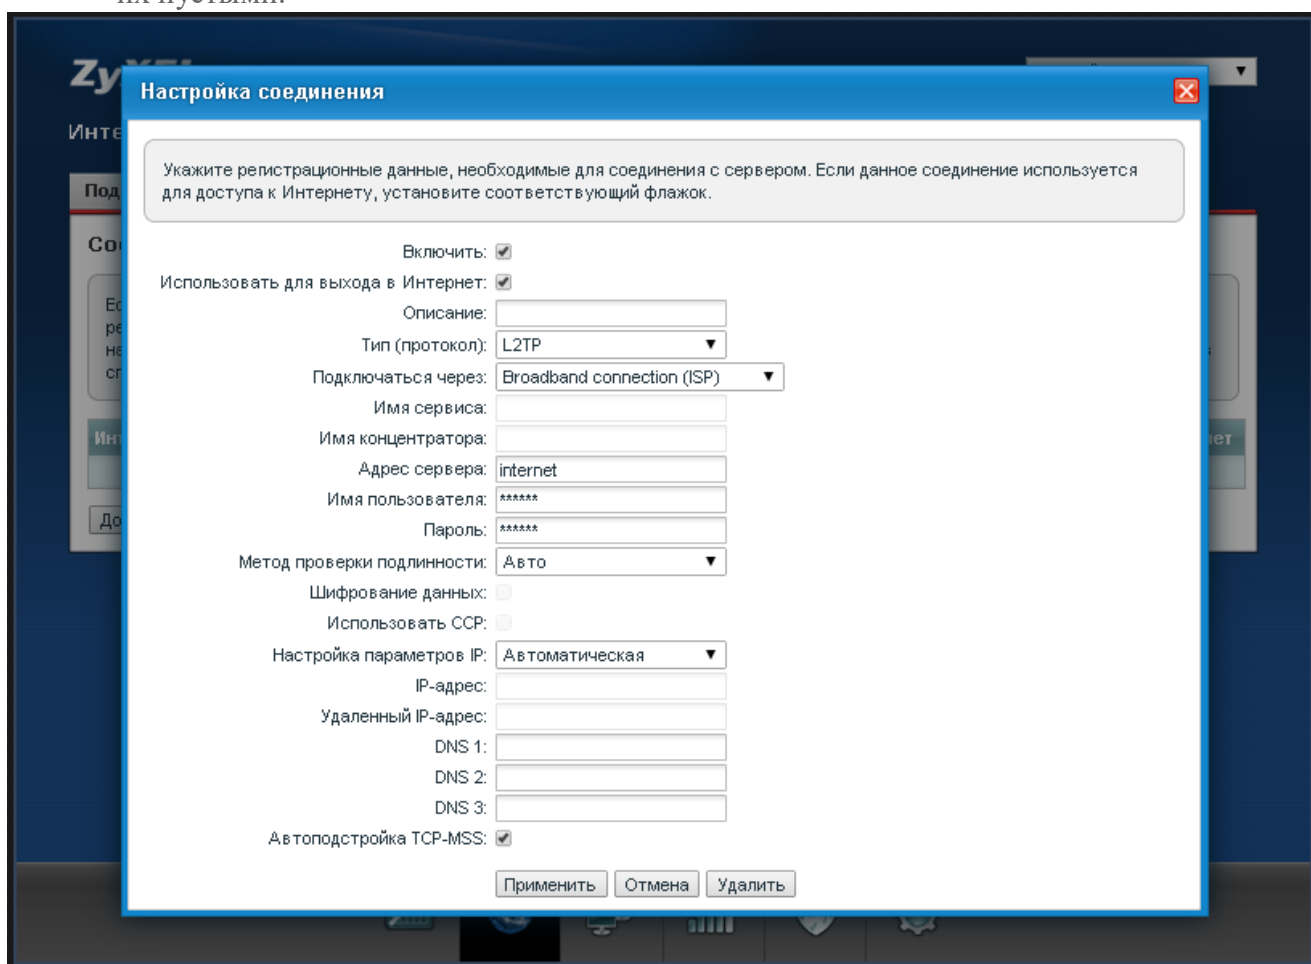 их пустыми.
Настройка соединения
Укажите регистрационные данные, необходимые для соединения с сервером. Если данное соединение используется
для доступа к Интернету, установите соответствующий флажок.
Включить:
Использовать для выхода в Интернет:
Описание:
Тип (протокол): L2TP
Подключаться через: Broadband connection (ISP)
Имя сервиса:
Имя концентратора:
Адрес сервера: internet
Имя пользователя: ******
Пароль: ******
Метод проверки подлинности: Авто
Шифрование данных:
Использовать CCP:
Настройка параметров IP: Автоматическая
IP-адрес:
Удаленный IP-адрес:
DNS 1:
DNS 2:
DNS 3:
Автоподстройка TCP-MSS:
Применить Отмена Удалить